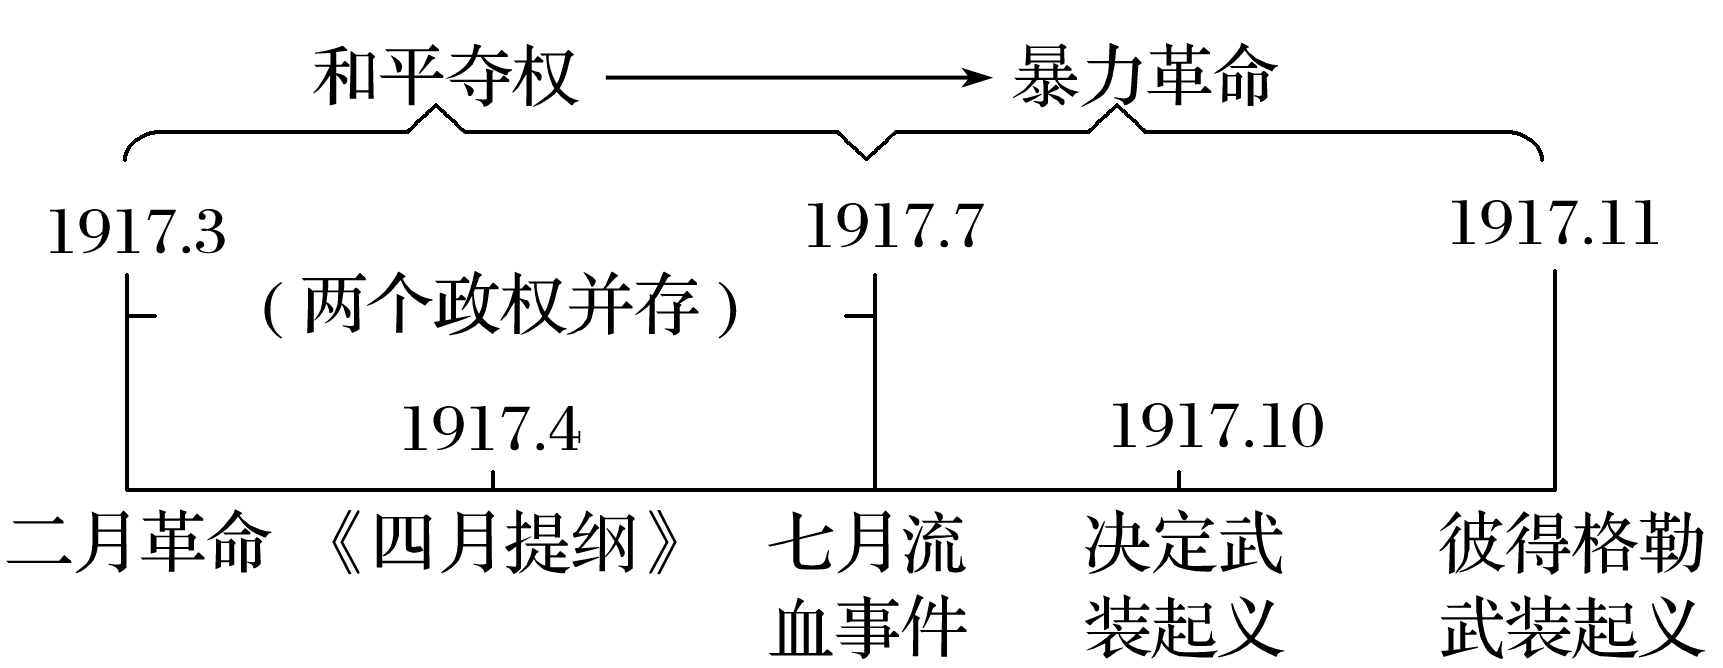 和平夺权 暴力革命
1917.3 1917.7 1917.11
(两个政权并存)
1917.4 1917.10
二月革命 《四月提纲》 七月流 决定武 彼得格勒
血事件 装起义 武装起义